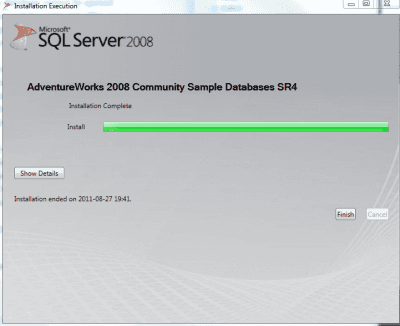 Installation Execution
Microsoft®
SQL Server 2008
AdventureWorks 2008 Community Sample Databases SR4
Installation Complete
Install
Show Details
Installation ended on 2011-08-27 19:41.
Finish
Cancel